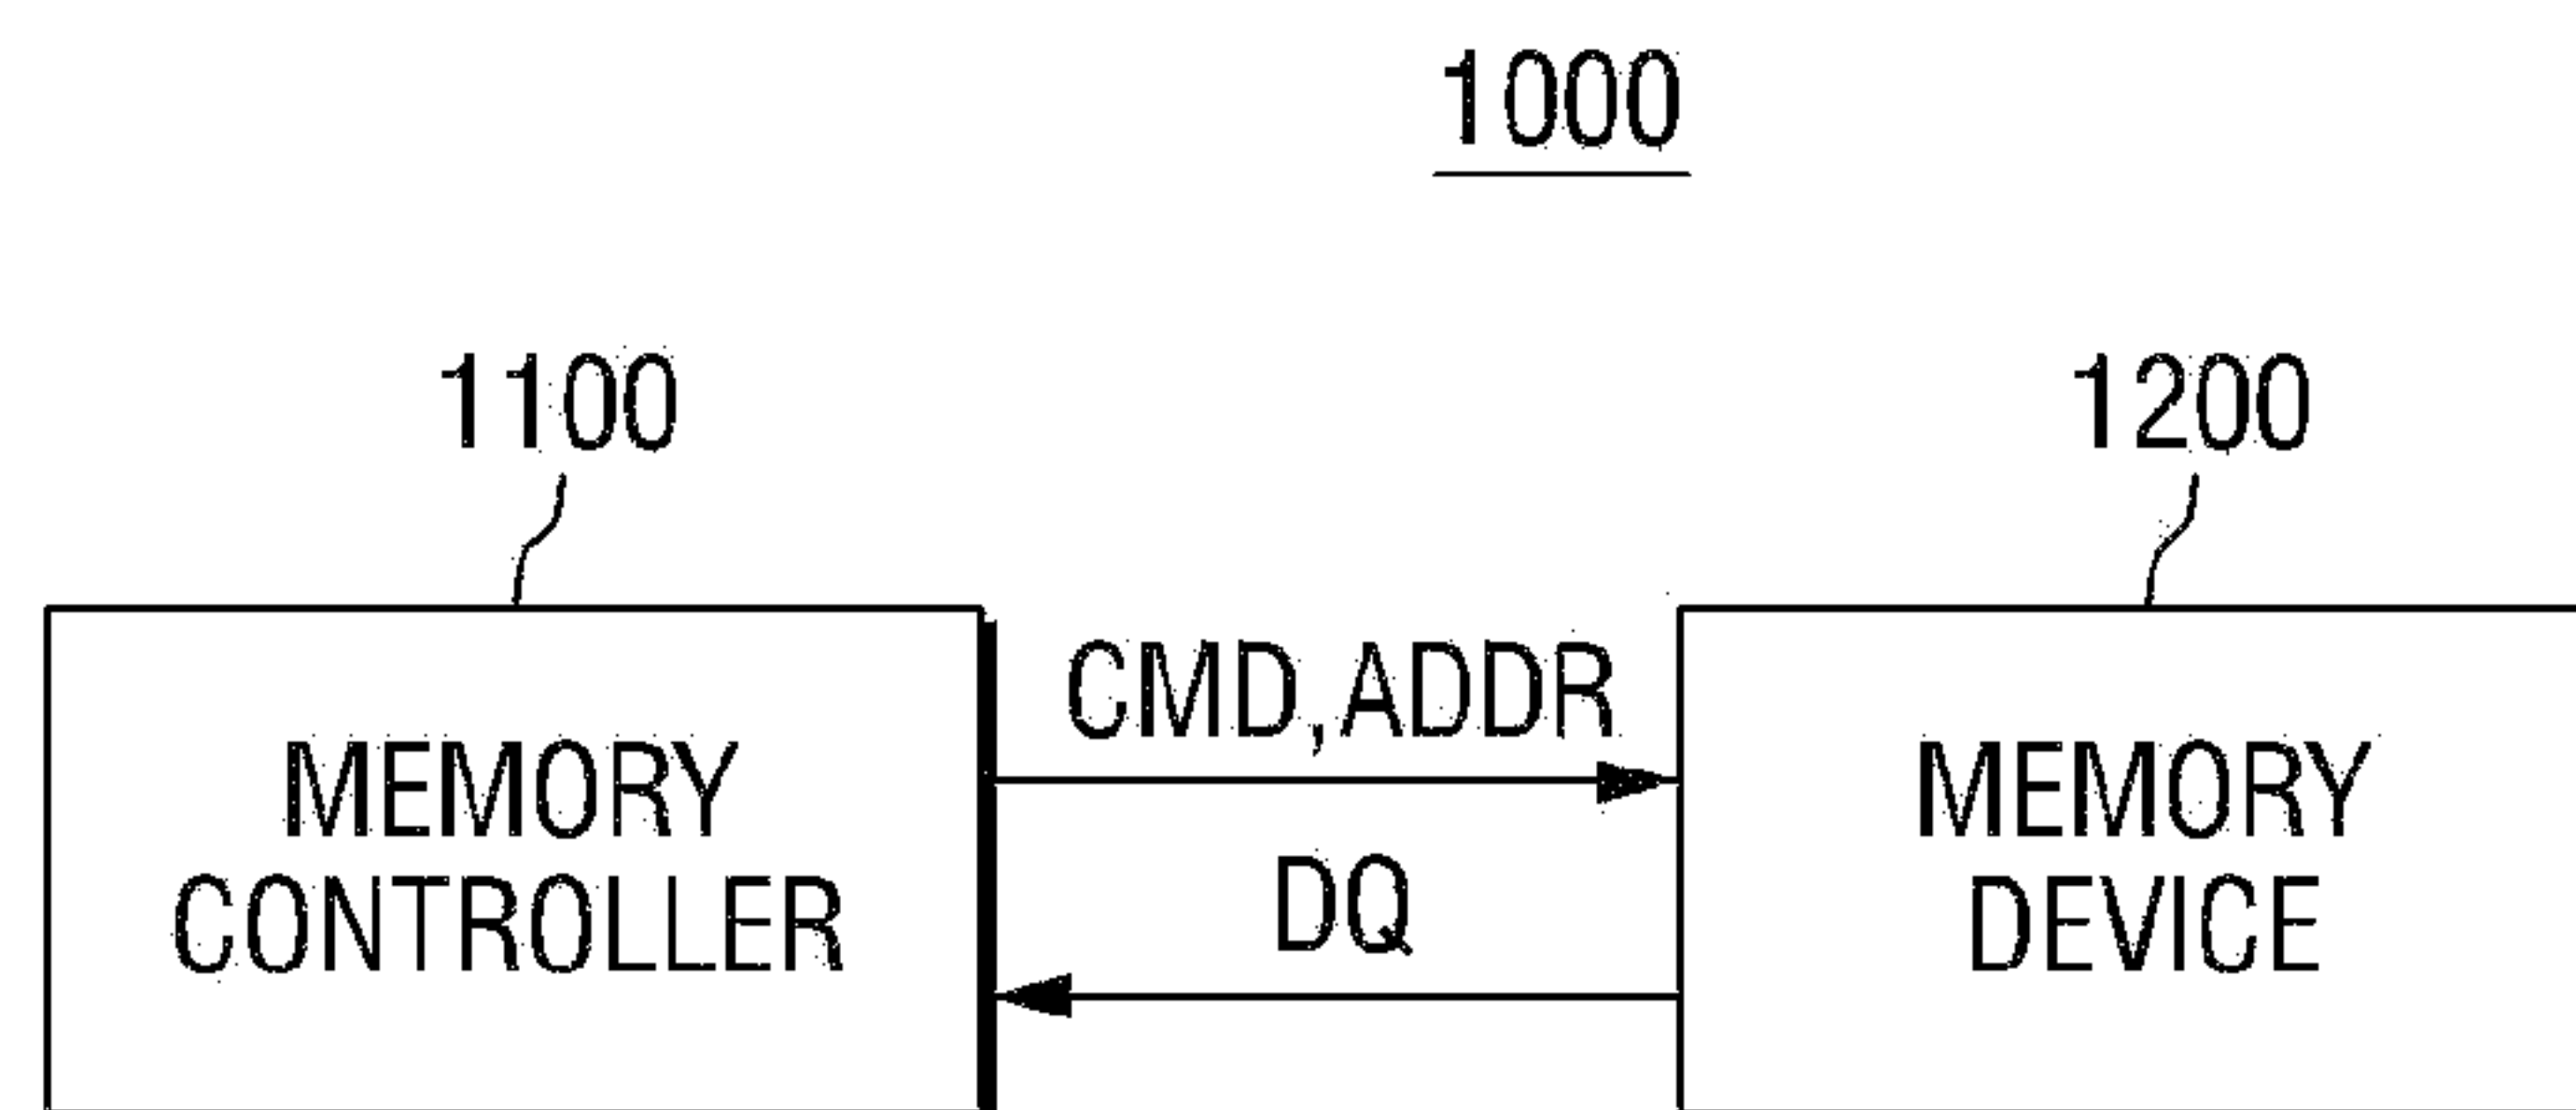 1000
1100
1200
CMD,ADDR
MEMORY
CONTROLLER
DQ
MEMORY
DEVICE